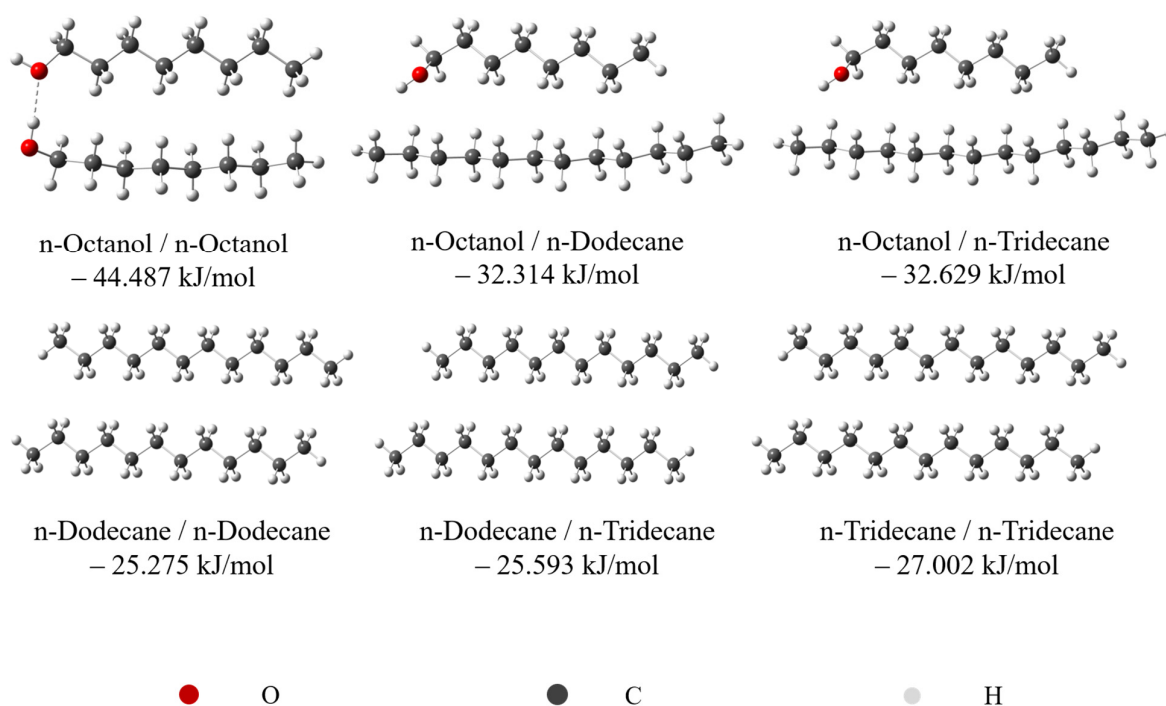 n-Octanol / n-Octanol
– 44.487 kJ/mol
n-Octanol / n-Dodecane
– 32.314 kJ/mol
n-Octanol / n-Tridecane
– 32.629 kJ/mol
n-Dodecane / n-Dodecane
– 25.275 kJ/mol
n-Dodecane / n-Tridecane
– 25.593 kJ/mol
n-Tridecane / n-Tridecane
– 27.002 kJ/mol
O C H